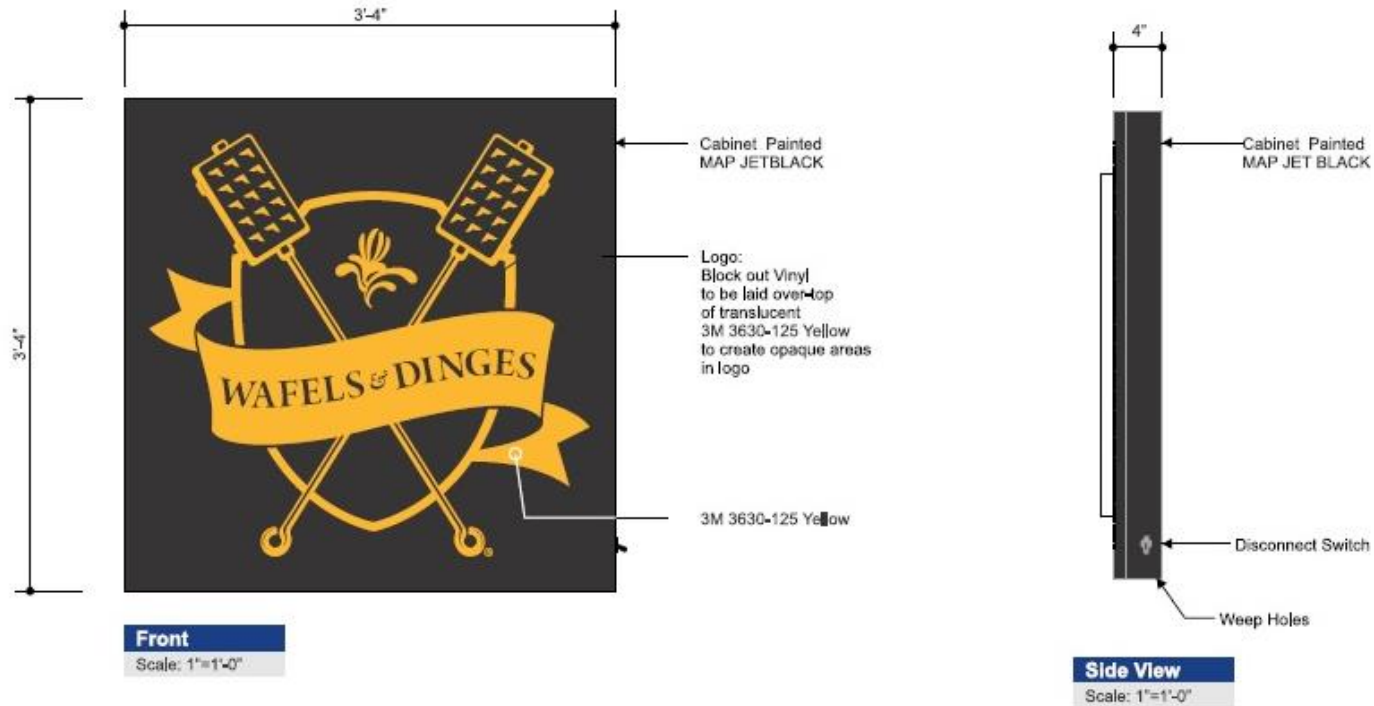 3'-4"
4"
Cabinet Painted
MAP JETBLACK
Cabinet Painted
MAP JET BLACK
3'-4"
Logo:
Block out Vinyl
to be laid over-top
of translucent
3M 3630-125 Yellow
to create opaque areas
in logo
WAFELS & DINGES
®
3M 3630-125 Yellow
Disconnect Switch
Weep Holes
Front
Scale: 1"=1'-0"
Side View
Scale: 1"=1'-0"